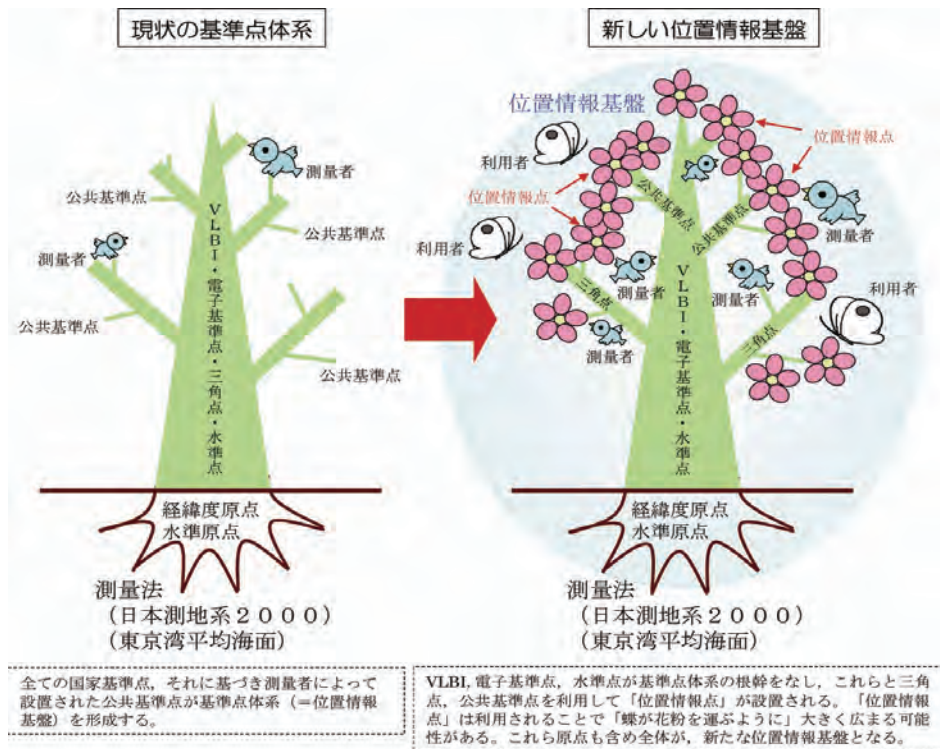 現状の基準点体系
測量者
公共基準点
公共基準点
測量者
公共基準点
公共基準点
VLBI・電子基準点・三角点・水準点
経緯度原点
水準原点
測量法
(日本測地系2000)
(東京湾平均海面)
全ての国家基準点,それに基づき測量者によって
設置された公共基準点が基準点体系(=位置情報
基盤)を形成する。
新しい位置情報基盤
位置情報基盤
位置情報点
利用者
位置情報点
公共基準点
公共基準点
利用者
測量者
測量者
測量者
利用者
三角点
三角点
測量者
VLBI・電子基準点・水準点
経緯度原点
水準原点
測量法
(日本測地系2000)
(東京湾平均海面)
VLBI,電子基準点,水準点が基準点体系の根幹をなし,これらと三角
点,公共基準点を利用して「位置情報点」が設置される。「位置情報
点」は利用されることで「蝶が花粉を運ぶように」大きく広まる可能
性がある。これら原点も含め全体が,新たな位置情報基盤となる。